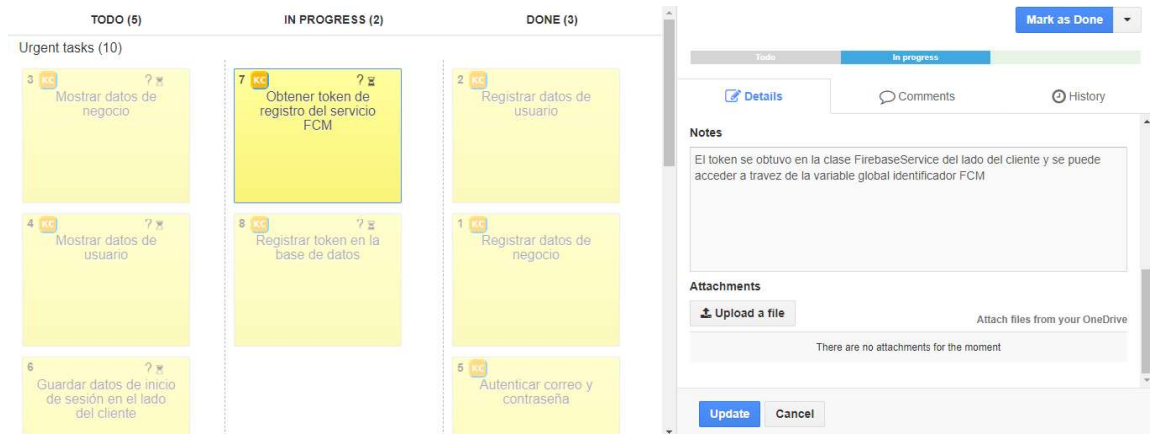 TODO (5)
IN PROGRESS (2)
DONE (3)
Urgent tasks (10)
3 KC ?
Mostrar datos de
negocio
7 KC ?
Obtener token de
registro del servicio
FCM
2 KC
Registrar datos de
usuario
4 KC ?
Mostrar datos de
usuario
8 KC ?
Registrar token en la
base de datos
1 KC
Registrar datos de
negocio
6 ?
Guardar datos de inicio
de sesión en el lado
del cliente
5 KC
Autenticar correo y
contraseña
Mark as Done
Todo
In progress
Details
Comments
History
Notes
El token se obtuvo en la clase FirebaseService del lado del cliente y se puede
acceder a travez de la variable global identificador FCM
Attachments
Upload a file
Attach files from your OneDrive
There are no attachments for the moment
Update
Cancel